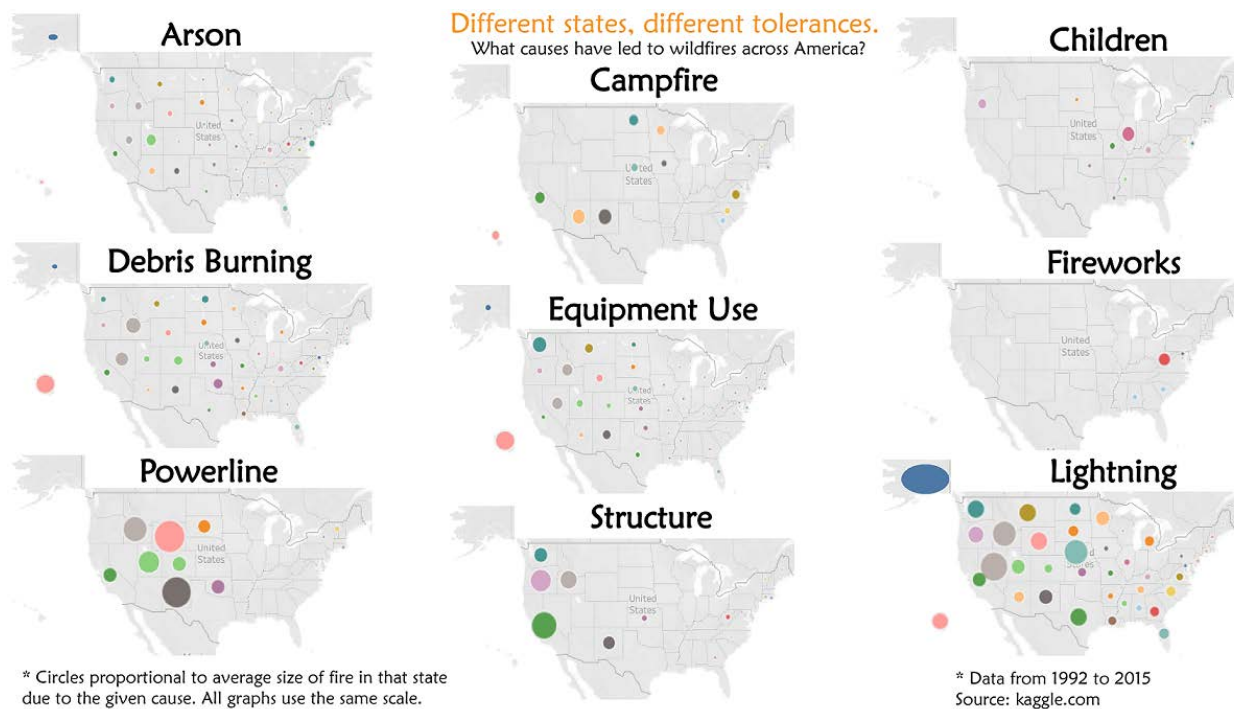 Different states, different tolerances.
What causes have led to wildfires across America?
Arson
United
States
Campfire
United
States
Children
United
States
Debris Burning
United
States
Equipment Use
United
States
Fireworks
United
States
Powerline
United
States
Structure
United
States
Lightning
* Circles proportional to average size of fire in that state
due to the given cause. All graphs use the same scale.
* Data from 1992 to 2015
Source: kaggle.com